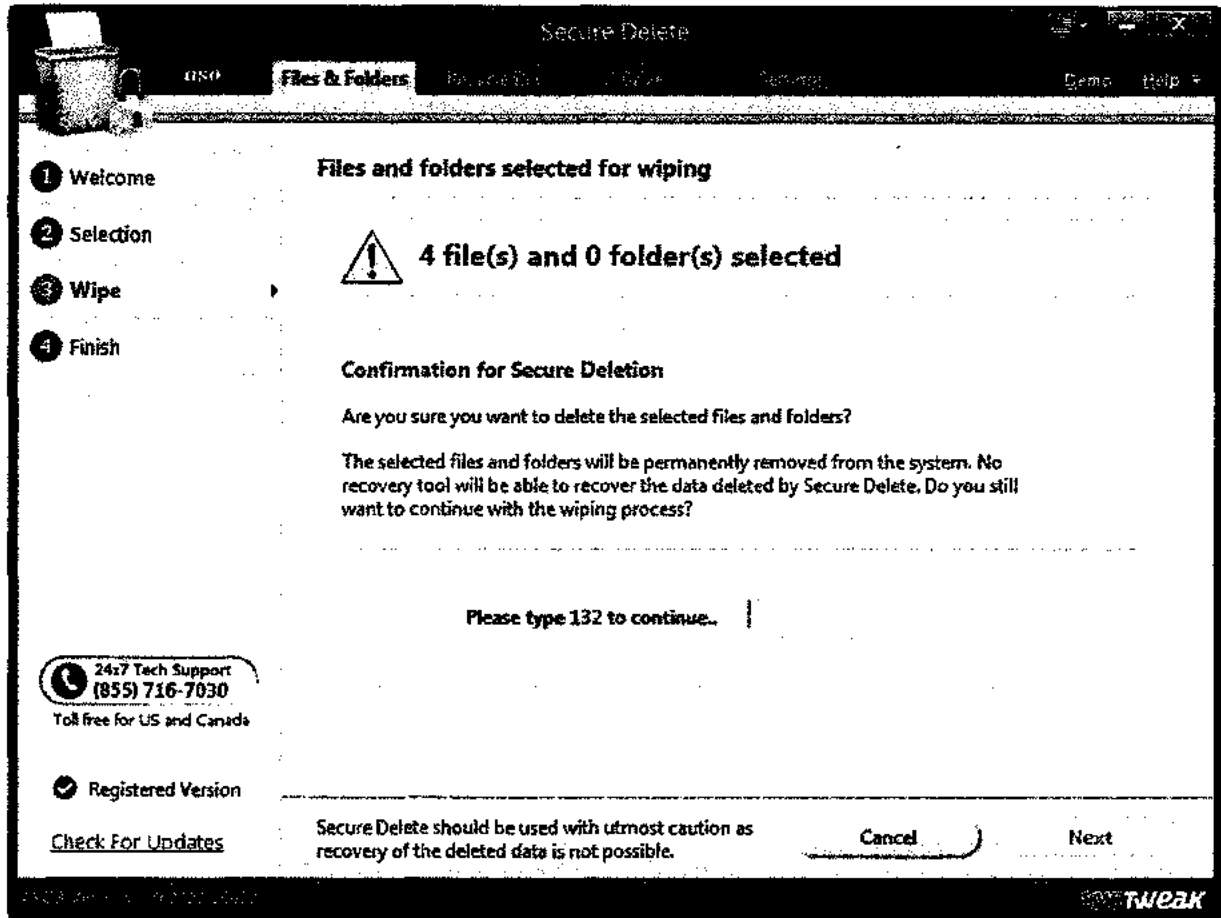 Secure Delete
aso
Files & Folders
Demo Help
1 Welcome
2 Selection
3 Wipe
4 Finish
Files and folders selected for wiping
4 file(s) and 0 folder(s) selected
Confirmation for Secure Deletion
Are you sure you want to delete the selected files and folders?
The selected files and folders will be permanently removed from the system. No
recovery tool will be able to recover the data deleted by Secure Delete. Do you still
want to continue with the wiping process?
Please type 132 to continue..
24x7 Tech Support
(855) 716-7030
Toll free for US and Canada
Registered Version
Check For Updates
Secure Delete should be used with utmost caution as
recovery of the deleted data is not possible.
Cancel
Next
TWEAK